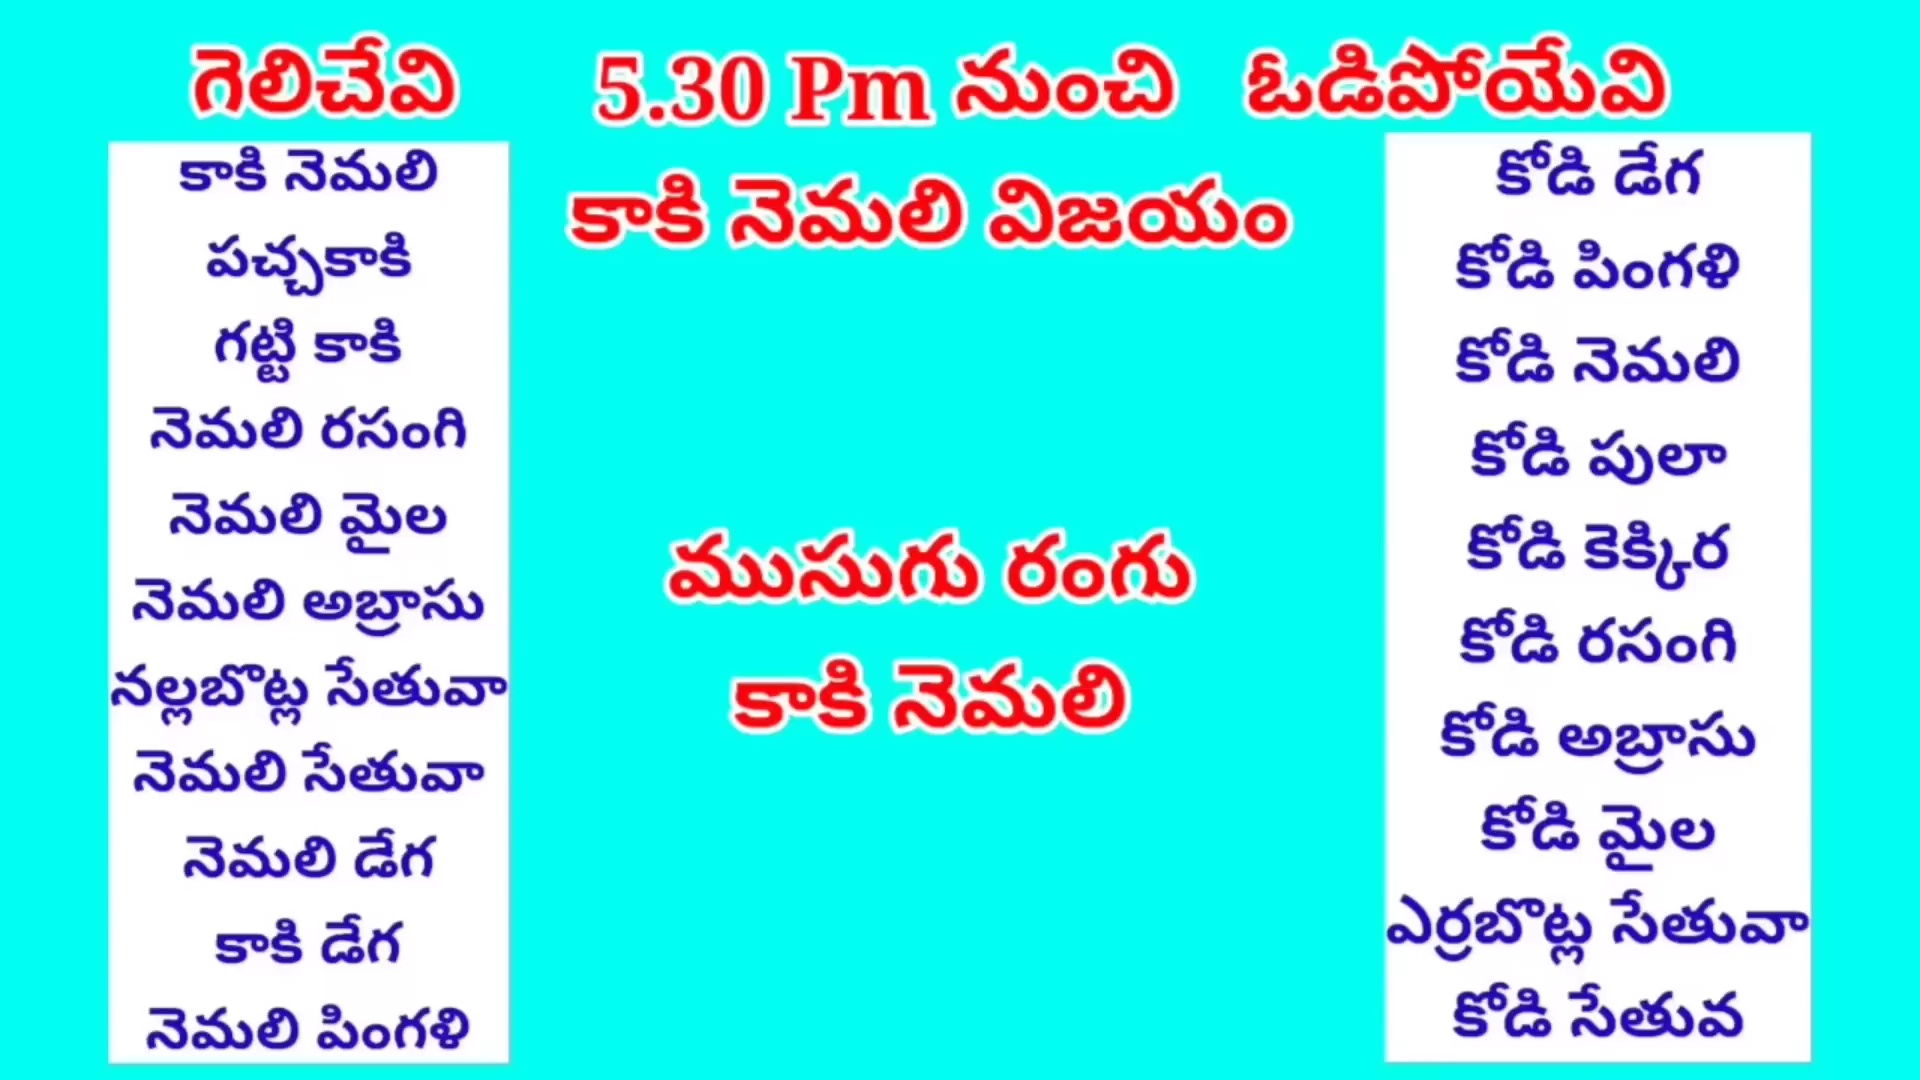 గెలిచేవి
కాకి నెమలి
పచ్చకాకి
గట్టి కాకి
నెమలి రసంగి
నెమలి మైల
నెమలి అబ్రాసు
నల్లబొట్ల సేతువా
నెమలి సేతువా
నెమలి డేగ
కాకి డేగ
నెమలి పింగళి
5.30 Pm నుంచి
కాకి నెమలి విజయం
ముసుగు రంగు
కాకి నెమలి
ఓడిపోయేవి
కోడి డేగ
కోడి పింగళి
కోడి నెమలి
కోడి పులా
కోడి కెక్కిర
కోడి రసంగి
కోడి అబ్రాసు
కోడి మైల
ఎర్రబొట్ల సేతువా
కోడి సేతువ